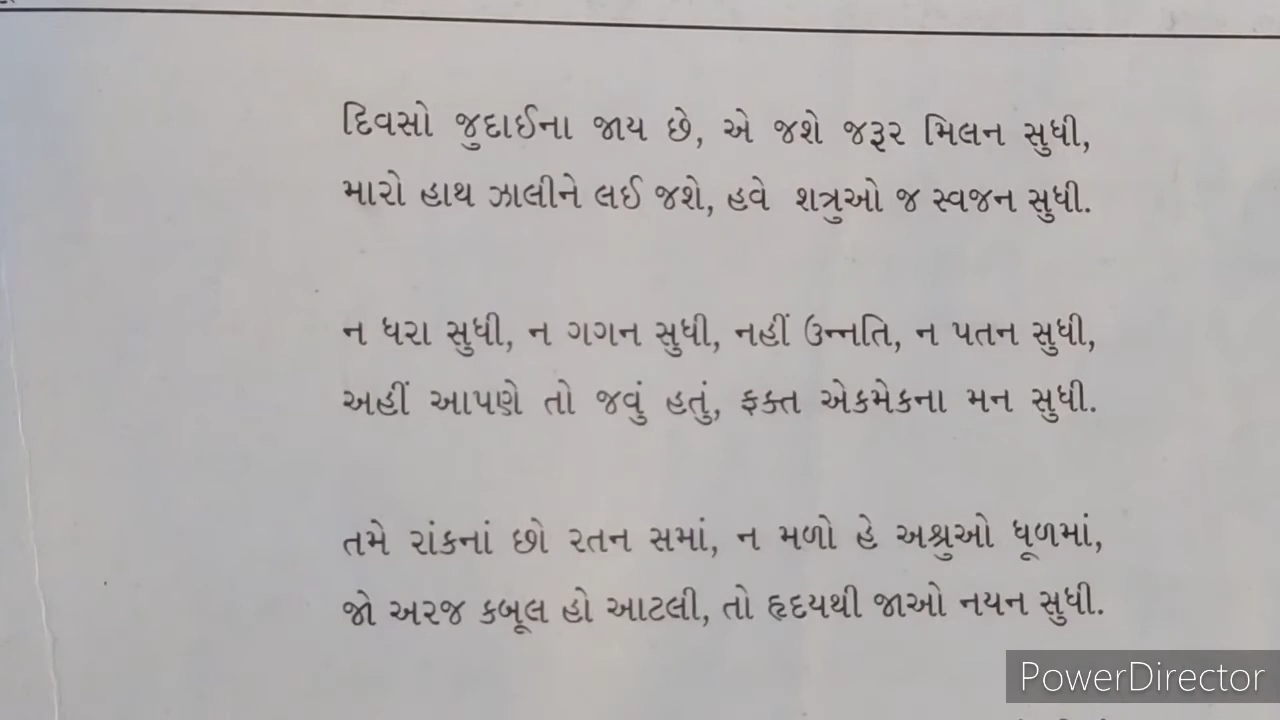 દિવસો જુદાઈના જાય છે, એ જશે જરૂર મિલન સુધી,
મારો હાથ ઝાલીને લઈ જશે, હવે શત્રુઓ જ સ્વજન સુધી.
ન ધરા સુધી, ન ગગન સુધી, નહીં ઉન્નતિ, ન પતન સુધી,
અહીં આપણે તો જવું હતું, ફક્ત એકમેકના મન સુધી.
તમે રાંકનાં છો રતન સમાં, ન મળો હે અશ્રુઓ ધૂળમાં,
જો અરજ કબૂલ હો આટલી, તો હૃદયથી જાઓ નયન સુધી.
PowerDirector